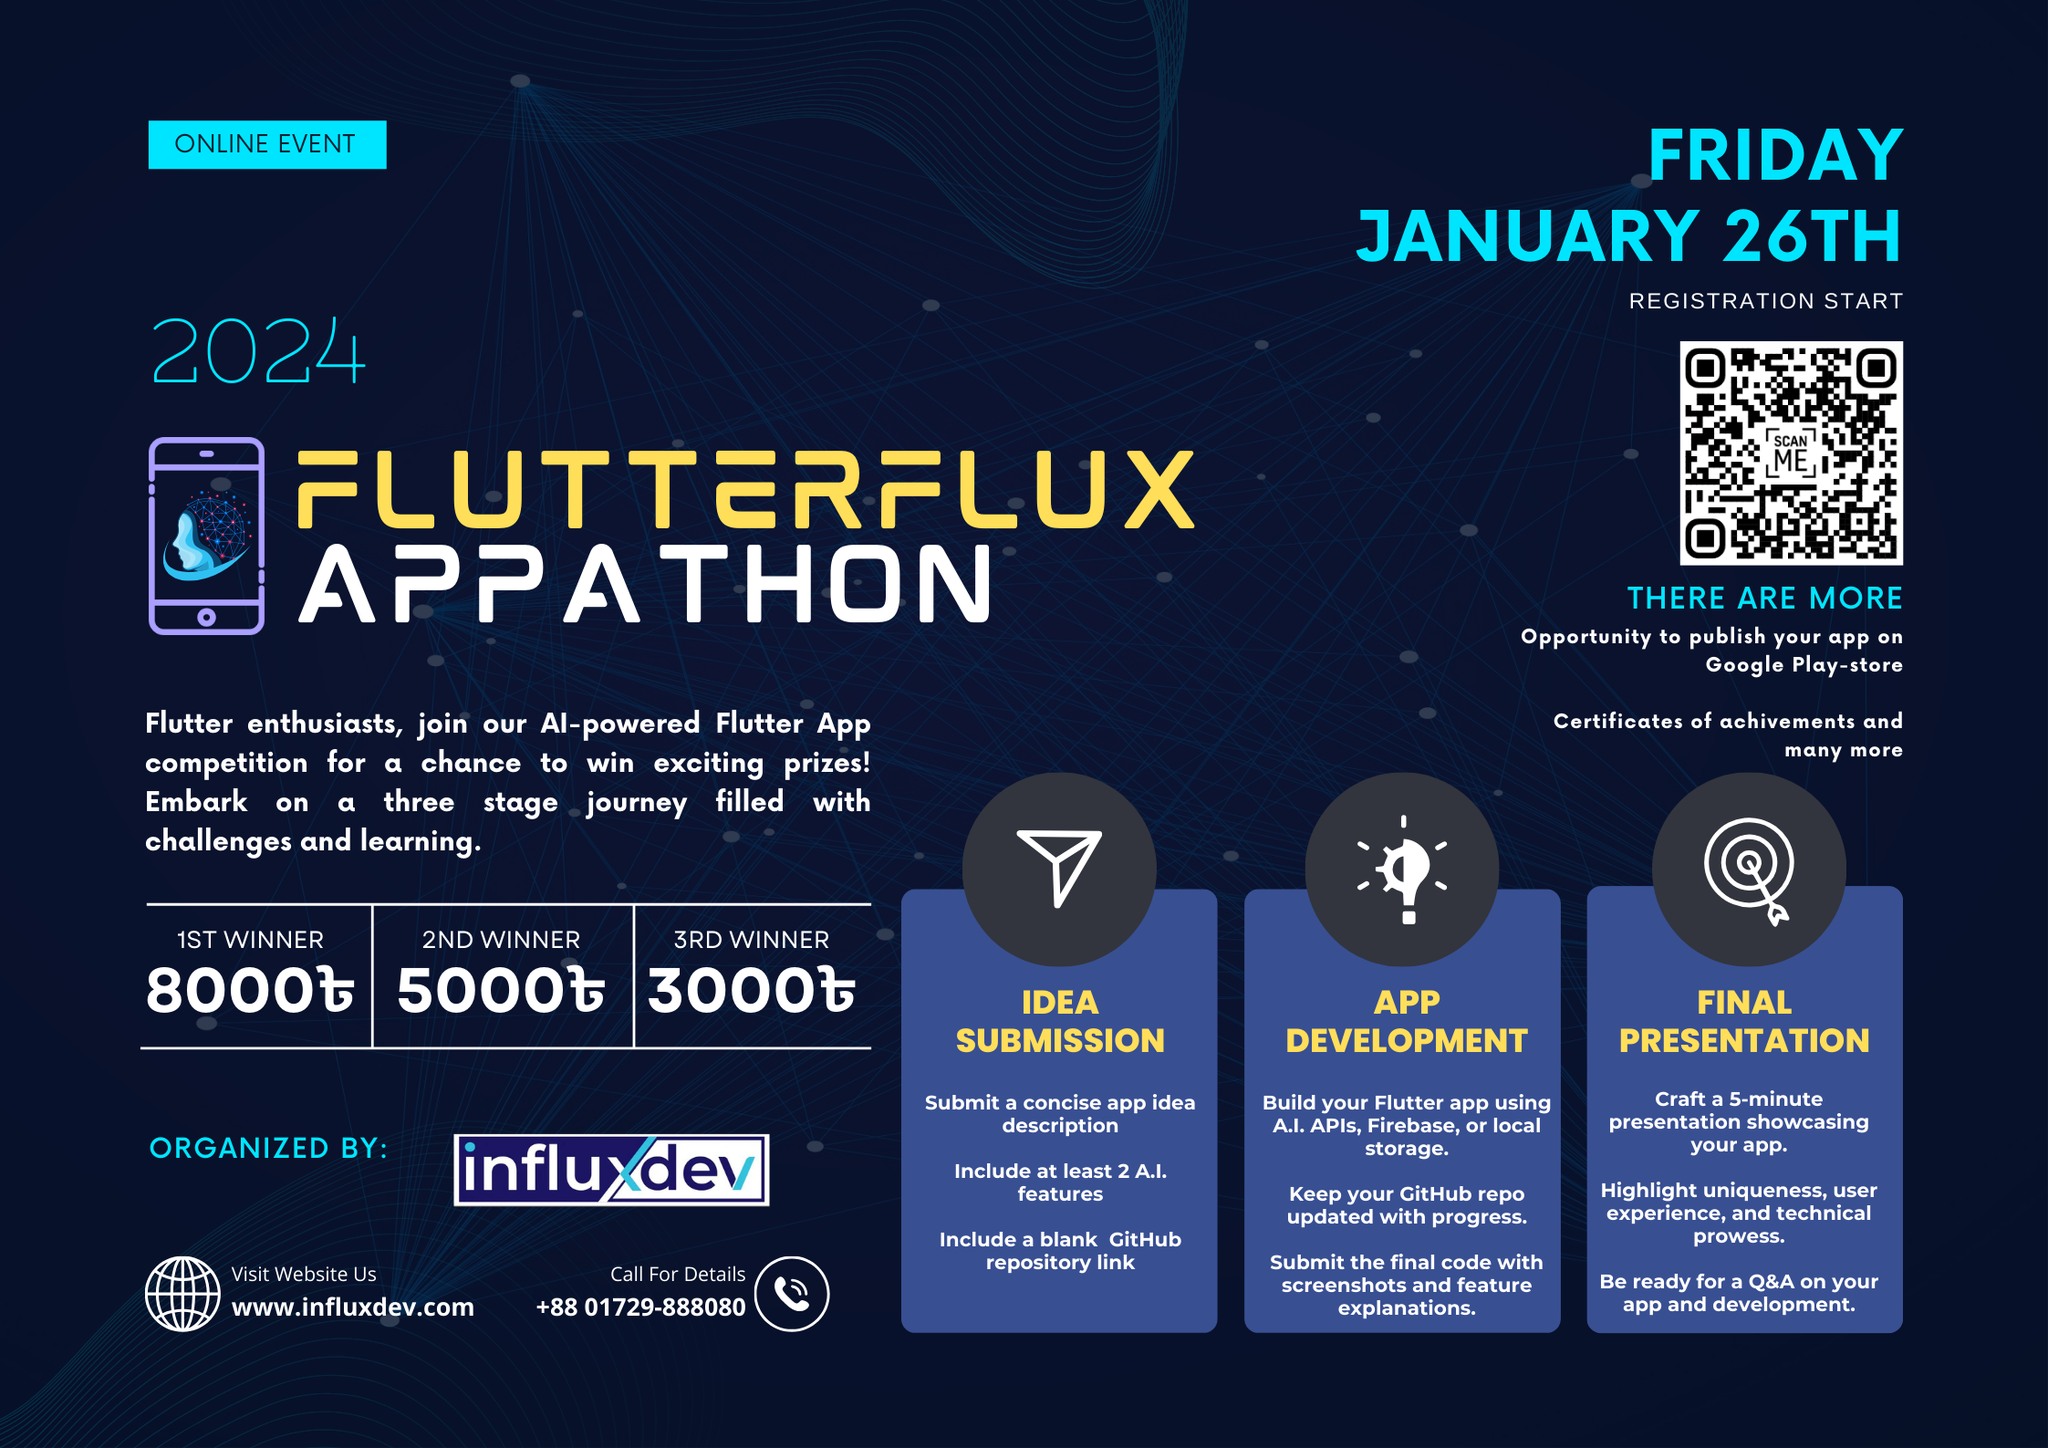 ONLINE EVENT
FRIDAY
JANUARY 26TH
REGISTRATION START
2024
SCAN
ME
FLUTTERFLUX
APPATHON
THERE ARE MORE
Opportunity to publish your app on
Google Play-store
Certificates of achivements and
many more
Flutter enthusiasts, join our AI-powered Flutter App
competition for a chance to win exciting prizes!
Embark on a three stage journey filled with
challenges and learning.
1ST WINNER
8000৳
2ND WINNER
5000৳
3RD WINNER
3000৳
ORGANIZED BY:
influxdev
Visit Website Us
www.influxdev.com
Call For Details
+88 01729-888080
IDEA
SUBMISSION
Submit a concise app idea
description
Include at least 2 A.I.
features
Include a blank GitHub
repository link
APP
DEVELOPMENT
Build your Flutter app using
A.I. APIs, Firebase, or local
storage.
Keep your GitHub repo
updated with progress.
Submit the final code with
screenshots and feature
explanations.
FINAL
PRESENTATION
Craft a 5-minute
presentation showcasing
your app.
Highlight uniqueness, user
experience, and technical
prowess.
Be ready for a Q&A on your
app and development.